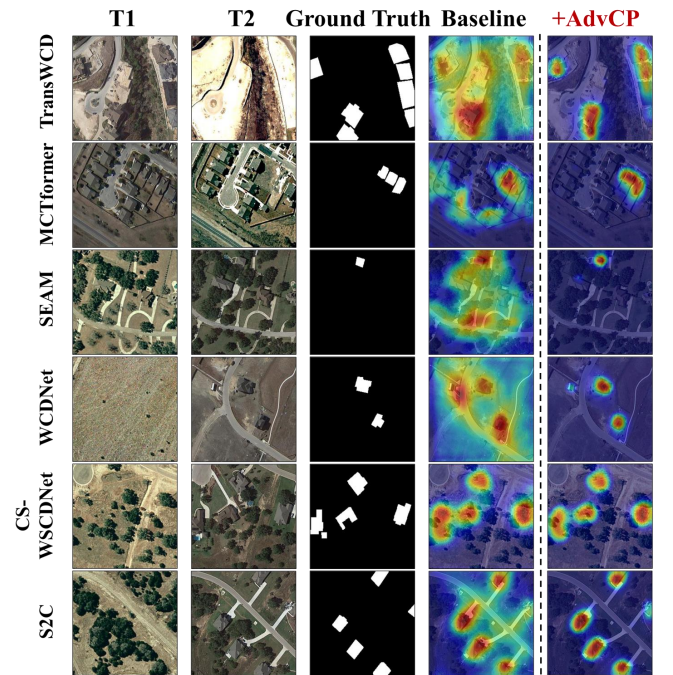 T1 T2 Ground Truth Baseline +AdvCP
TransWCD
MCTformer
SEAM
WCDNet
CS-
WSCDNet
S2C